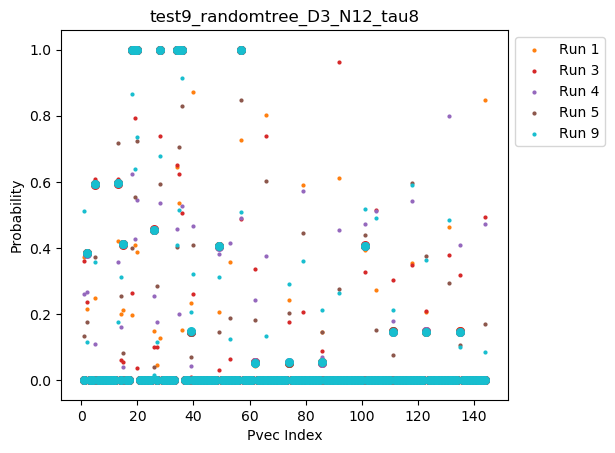 test9_randomtree_D3_N12_tau8
1.0
0.8
0.6
0.4
0.2
0.0
Probability
0
20
40
60
80
100
120
140
Pvec Index
Run 1
Run 3
Run 4
Run 5
Run 9